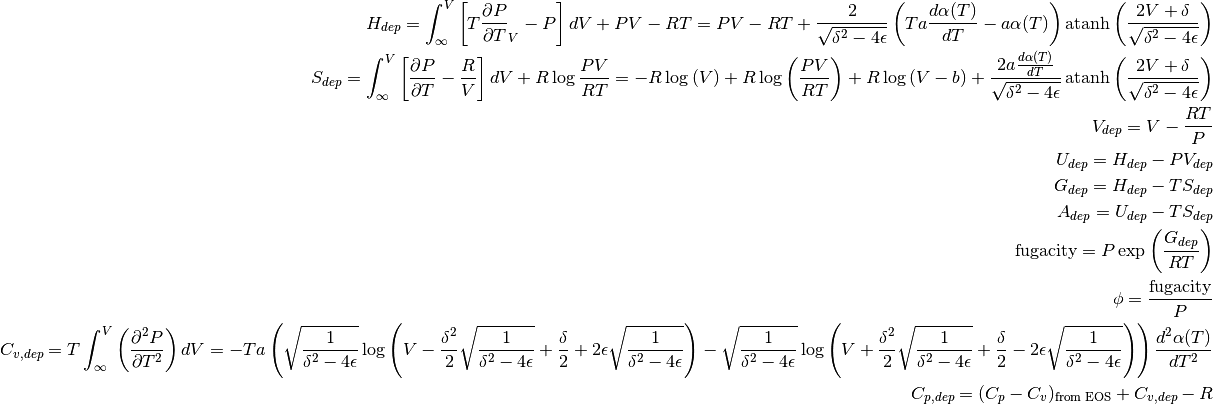 H_{dep} = \int_{\infty}^V \left[T\frac{\partial P}{\partial T}_V - P\right]dV + PV - RT = PV - RT + \frac{2}{\sqrt{\delta^2 - 4\epsilon}}\left(Ta\frac{d\alpha(T)}{dT} - a\alpha(T)\right)\text{atanh}\left(\frac{2V + \delta}{\sqrt{\delta^2 - 4\epsilon}}\right)
S_{dep} = \int_{\infty}^V \left[\frac{\partial P}{\partial T} - \frac{R}{V}\right]dV + R\log\frac{PV}{RT} = -R\log(V) + R\log\left(\frac{PV}{RT}\right) + R\log(V - b) + \frac{2a\frac{d\alpha(T)}{dT}}{\sqrt{\delta^2 - 4\epsilon}}\text{atanh}\left(\frac{2V + \delta}{\sqrt{\delta^2 - 4\epsilon}}\right)
V_{dep} = V - \frac{RT}{P}
U_{dep} = H_{dep} - PV_{dep}
G_{dep} = H_{dep} - TS_{dep}
A_{dep} = U_{dep} - TS_{dep}
\text{fugacity} = P\exp\left(\frac{G_{dep}}{RT}\right)
\phi = \frac{\text{fugacity}}{P}
C_{v,dep} = T\int_{\infty}^V \left(\frac{\partial^2 P}{\partial T^2}\right)dV = -Ta\left(\sqrt{\frac{1}{\delta^2 - 4\epsilon}}\log\left(V - \frac{\delta^2}{2}\sqrt{\frac{1}{\delta^2 - 4\epsilon}} + \frac{\delta}{2} + 2\epsilon\sqrt{\frac{1}{\delta^2 - 4\epsilon}}\right) - \sqrt{\frac{1}{\delta^2 - 4\epsilon}}\log\left(V + \frac{\delta^2}{2}\sqrt{\frac{1}{\delta^2 - 4\epsilon}} + \frac{\delta}{2} - 2\epsilon\sqrt{\frac{1}{\delta^2 - 4\epsilon}}\right)\right)\frac{d^2\alpha(T)}{dT^2}
C_{p,dep} = (C_p - C_v)_{\text{from EOS}} + C_{v,dep} - R